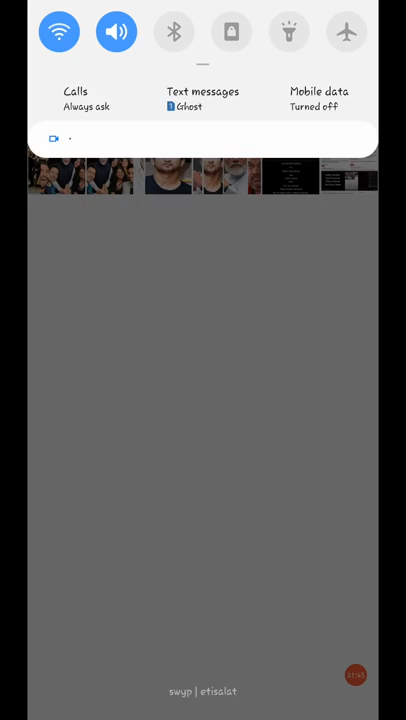 Calls
Always ask
Text messages
1 Ghost
Mobile data
Turned off
swyp | etisalat